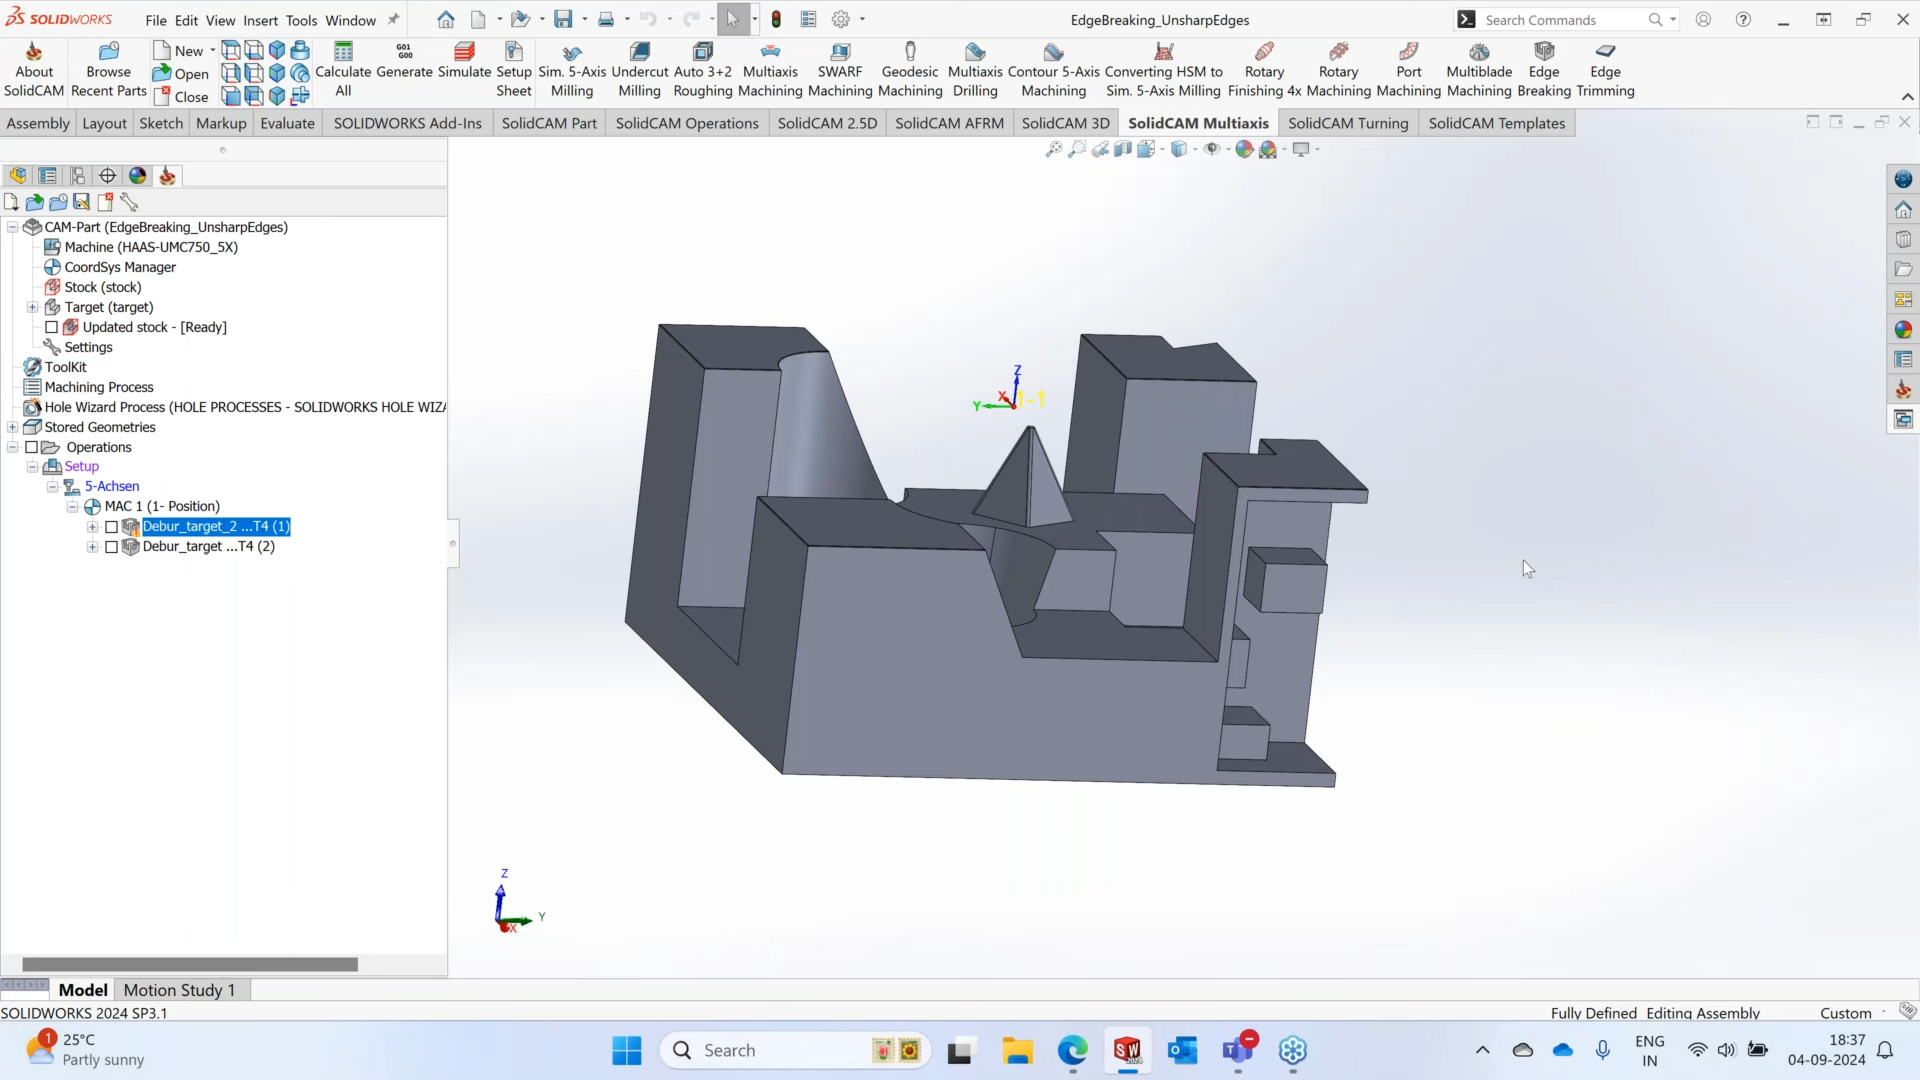 SOLIDWORKS File Edit View Insert Tools Window EdgeBreaking_UnsharpEdges Search Commands
About SolidCAM
Browse Recent Parts
New
Open
Close
Calculate All
G01 G00
Generate
Simulate
Setup Sheet
Sim. 5-Axis Milling
Undercut Milling
Auto 3+2 Roughing
Multiaxis Machining
SWARF Machining
Geodesic Machining
Multiaxis Drilling
Contour 5-Axis Machining
Converting HSM to Sim. 5-Axis Milling
Rotary Finishing 4x
Rotary Machining
Port Machining
Multiblade Machining
Edge Breaking
Edge Trimming
Assembly Layout Sketch Markup Evaluate SOLIDWORKS Add-Ins SolidCAM Part SolidCAM Operations SolidCAM 2.5D SolidCAM AFRM SolidCAM 3D SolidCAM Multiaxis SolidCAM Turning SolidCAM Templates
CAM-Part (EdgeBreaking_UnsharpEdges)
Machine (HAAS-UMC750_5X)
CoordSys Manager
Stock (stock)
Target (target)
Updated stock - [Ready]
Settings
ToolKit
Machining Process
Hole Wizard Process (HOLE PROCESSES - SOLIDWORKS HOLE WIZA
Stored Geometries
Operations
Setup
5-Achsen
MAC 1 (1- Position)
Debur_target_2 ...T4 (1)
Debur_target ...T4 (2)
Z
X 1-1
Y
Z
Y
X
Model Motion Study 1
SOLIDWORKS 2024 SP3.1 Fully Defined Editing Assembly Custom
1 25°C
Partly sunny
Search
SW
2024
ENG
IN
18:37
04-09-2024